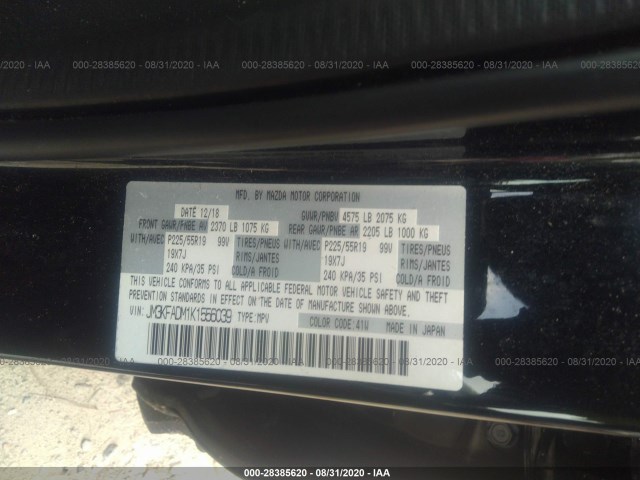 000-28385620 - 08/31/2020 - IAA
MFD. BY MAZDA MOTOR CORPORATION
DATE 12/18
GVWR/PNBV 4575 LB 2075 KG
FRONT GAWR/PNBE AV 2370 LB 1075 KG
REAR GAWR/PNBE AR 2205 LB 1000 KG
WITH/AVEC P225/55R19 99V TIRES/PNEUS
19X7J RIMS/JANTES
240 KPA/35 PSI COLD/A FROID
WITH/AVEC P225/55R19 99V TIRES/PNEUS
19X7J RIMS/JANTES
240 KPA/35 PSI COLD/A FROID
THIS VEHICLE CONFORMS TO ALL APPLICABLE FEDERAL MOTOR VEHICLE SAFETY AND THEFT
PREVENTION STANDARDS IN EFFECT ON THE DATE OF MANUFACTURE SHOWN ABOVE.
VIN: JM3KFADM1K1556039 TYPE:MPV
COLOR CODE:41W MADE IN JAPAN
000-28385620 - 08/31/2020 - IAA